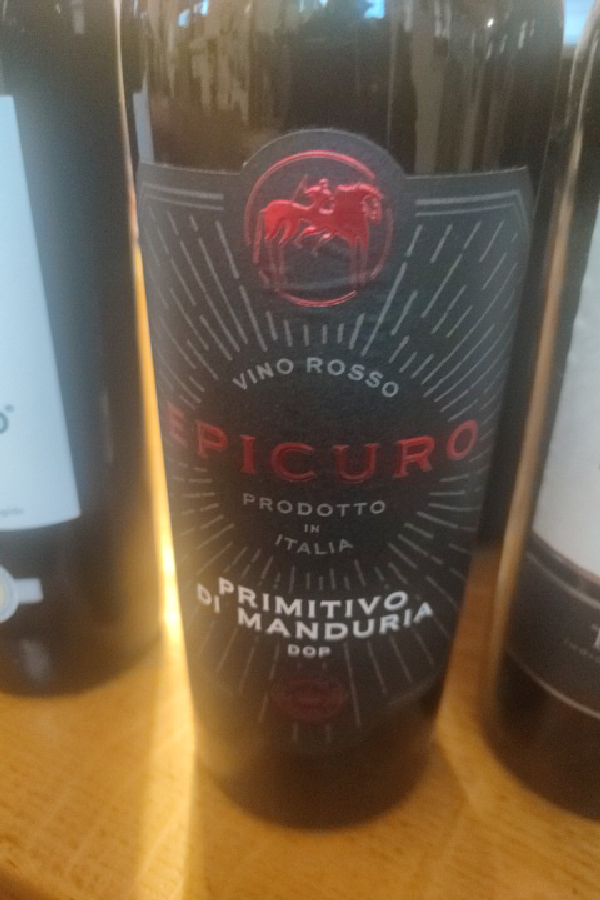 VINO ROSSO
EPICURO
PRODOTTO
IN
ITALIA
PRIMITIVO
DI MANDURIA
DOP